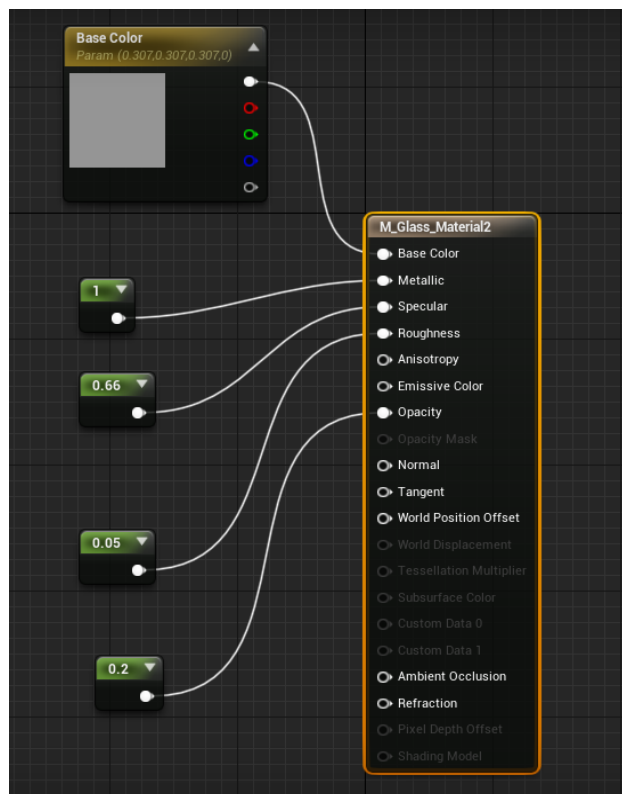 Base Color
Param (0.307,0.307,0.307,0)
M_Glass_Material2
Base Color
1
Metallic
Specular
Roughness
Anisotropy
0.66
Emissive Color
Opacity
Opacity Mask
Normal
Tangent
World Position Offset
0.05
World Displacement
Tessellation Multiplier
Subsurface Color
Custom Data 0
Custom Data 1
0.2
Ambient Occlusion
Refraction
Pixel Depth Offset
Shading Model